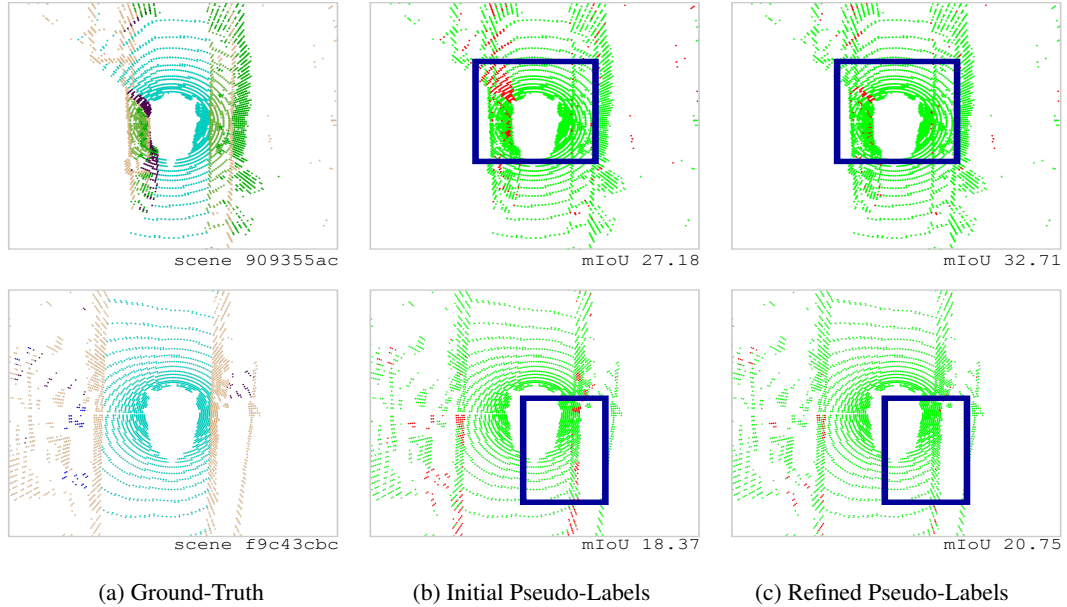 scene 909355ac
mIoU 27.18
mIoU 32.71
scene f9c43cbc
mIoU 18.37
mIoU 20.75
(a) Ground-Truth
(b) Initial Pseudo-Labels
(c) Refined Pseudo-Labels